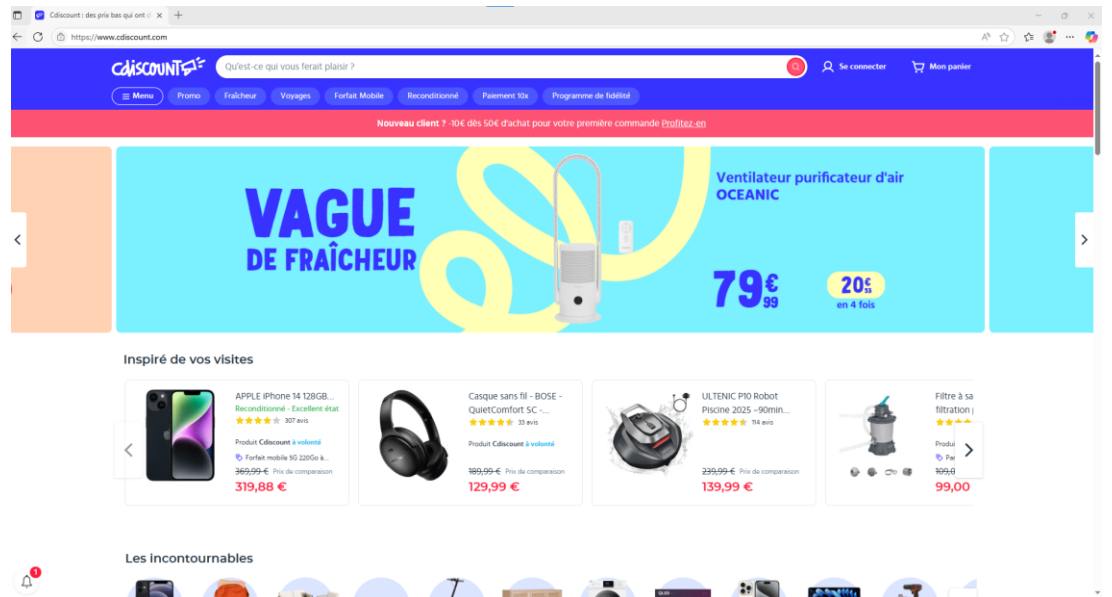 Cdiscount : des prix bas qui ont d
https://www.cdiscount.com
CDISCOUNT
Qu'est-ce qui vous ferait plaisir ?
Se connecter
Mon panier
Menu
Promo
Fraîcheur
Voyages
Forfait Mobile
Reconditionné
Paiement 10x
Programme de fidélité
Nouveau client ? -10€ dès 50€ d'achat pour votre première commande Profitez-en
VAGUE
DE FRAÎCHEUR
Ventilateur purificateur d'air
OCEANIC
79€99
en 4 fois
Inspiré de vos visites
APPLE iPhone 14 128GB...
Reconditionné - Excellent état
307 avis
Produit Cdiscount à volonté
Forfait mobile 5G 220Go à...
369,99 € Prix de comparaison
319,88 €
Casque sans fil - BOSE -
QuietComfort SC -...
33 avis
Produit Cdiscount à volonté
189,99 € Prix de comparaison
129,99 €
ULTENIC P10 Robot
Piscine 2025 –90min...
114 avis
239,99 € Prix de comparaison
139,99 €
Filtre à sa
filtration
Produi
Pa
109,0
99,00
Les incontournables
1
QLED